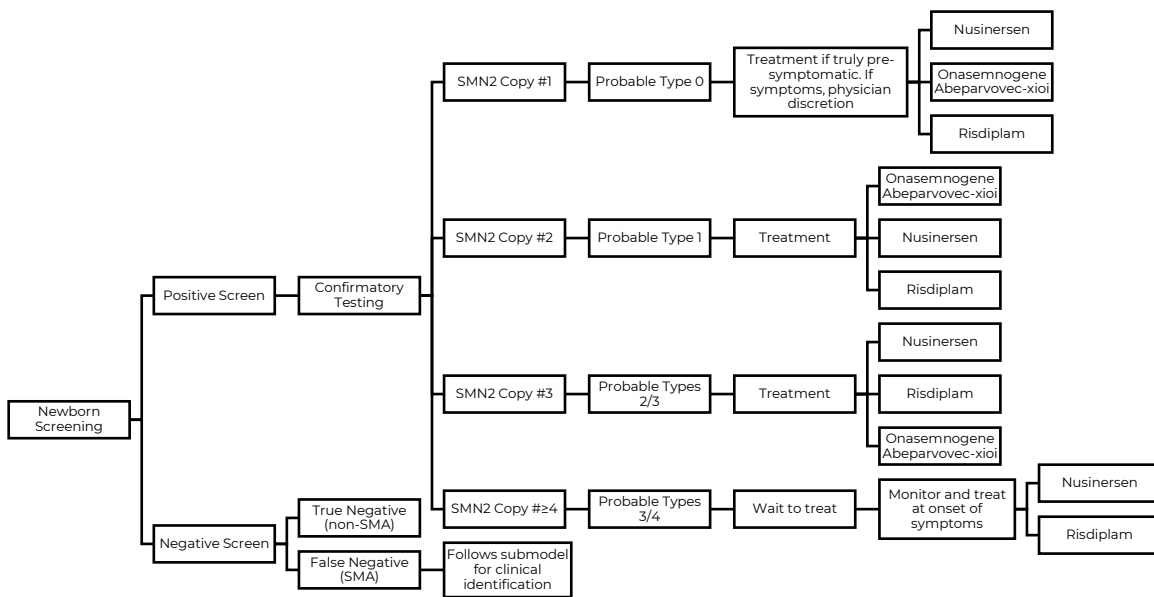 Newborn
Screening
Positive Screen
Confirmatory
Testing
SMN2 Copy #1
Probable Type 0
Treatment if truly pre-
symptomatic. If
symptoms, physician
discretion
Nusinersen
Onasemnogene
Abeparvovec-xioi
Risdiplam
SMN2 Copy #2
Probable Type 1
Treatment
Onasemnogene
Abeparvovec-xioi
Nusinersen
Risdiplam
SMN2 Copy #3
Probable Types
2/3
Treatment
Nusinersen
Risdiplam
Onasemnogene
Abeparvovec-xioi
SMN2 Copy #≥4
Probable Types
3/4
Wait to treat
Monitor and treat
at onset of
symptoms
Nusinersen
Risdiplam
Negative Screen
True Negative
(non-SMA)
False Negative
(SMA)
Follows submodel
for clinical
identification